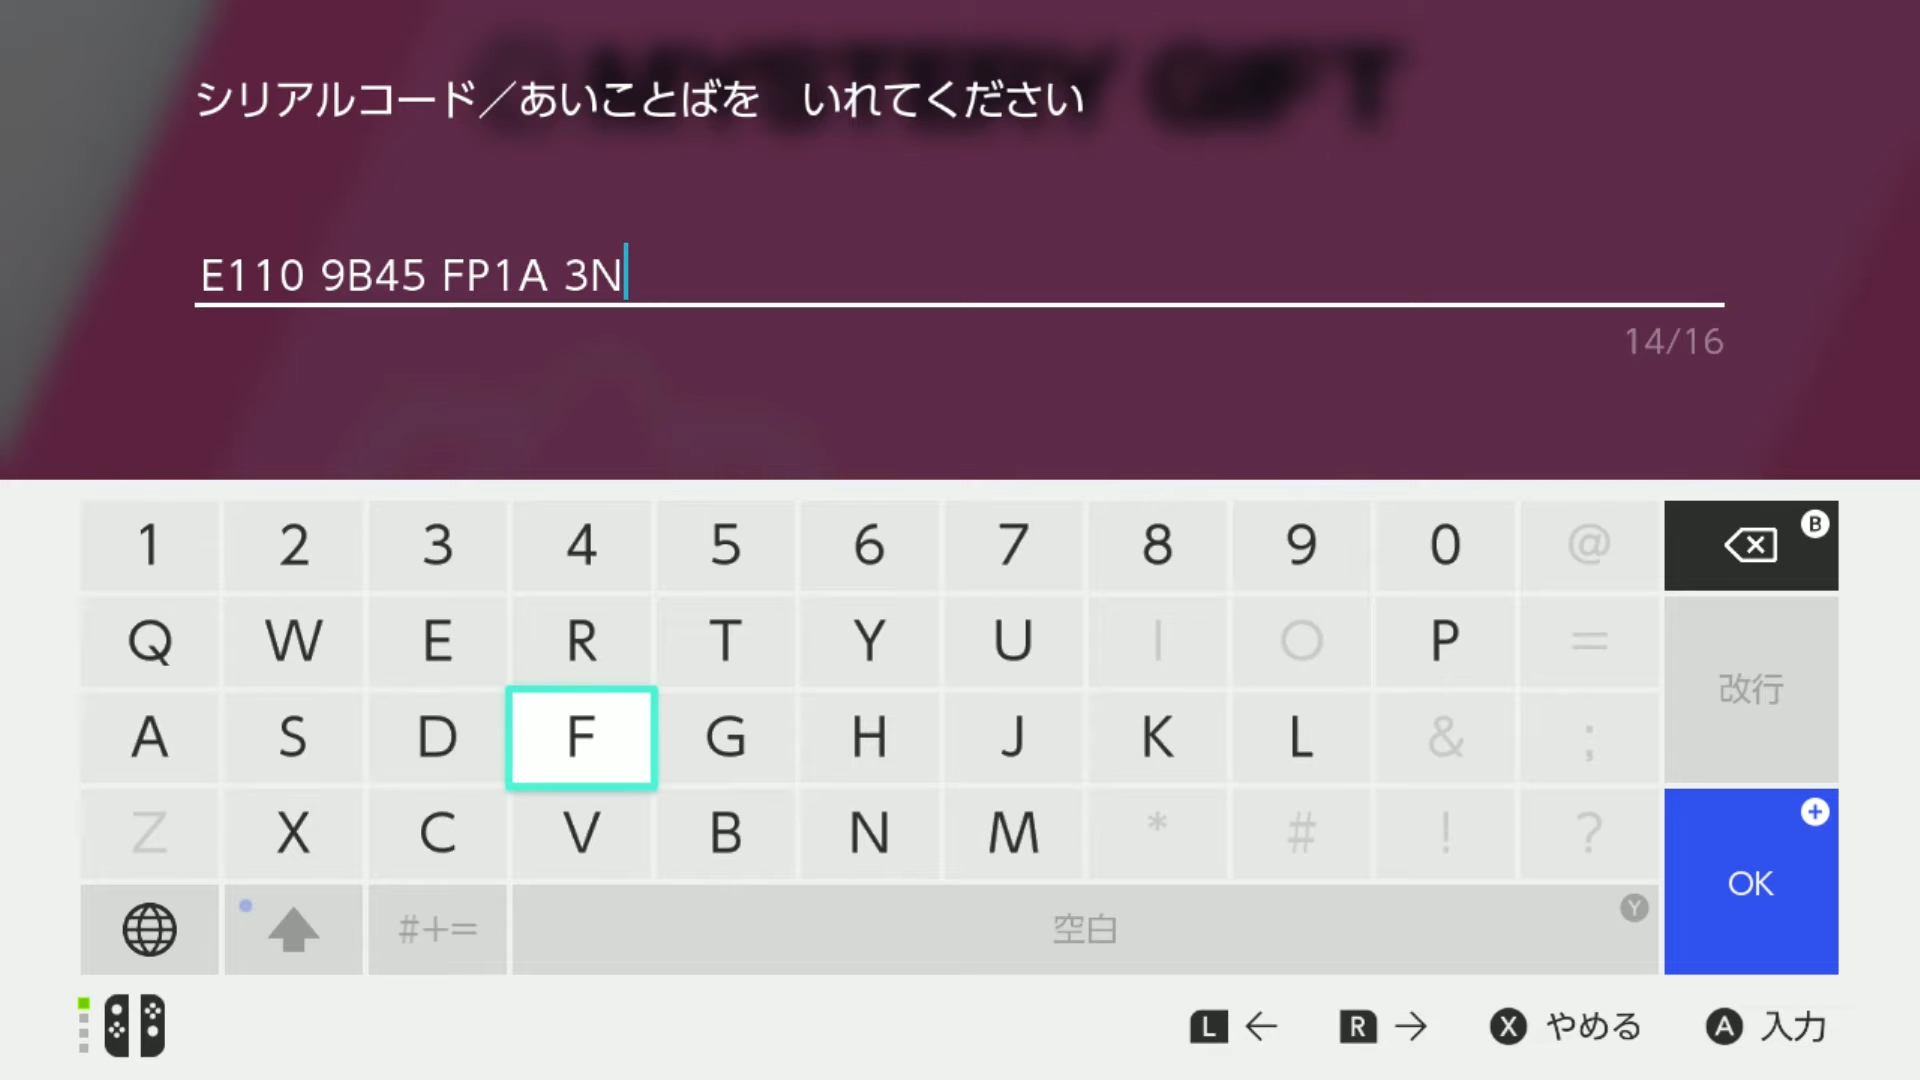 MYSTERY GIFT
シリアルコード／あいことばを　いれてください
E110 9B45 FP1A 3N
14/16
1 2 3 4 5 6 7 8 9 0 @ B
Q W E R T Y U I O P = 改行
A S D F G H J K L & ;
Z X C V B N M * # ! ? + OK
#+= 空白 Y
L ← R → X やめる A 入力